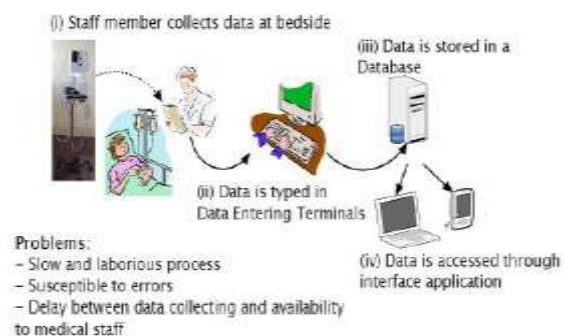 (i) Staff member collects data at bedside
(iii) Data is stored in a
Database
(ii) Data is typed in
Data Entering Terminals
(iv) Data is accessed through
interface application
Problems:
– Slow and laborious process
– Susceptible to errors
– Delay between data collecting and availability
to medical staff